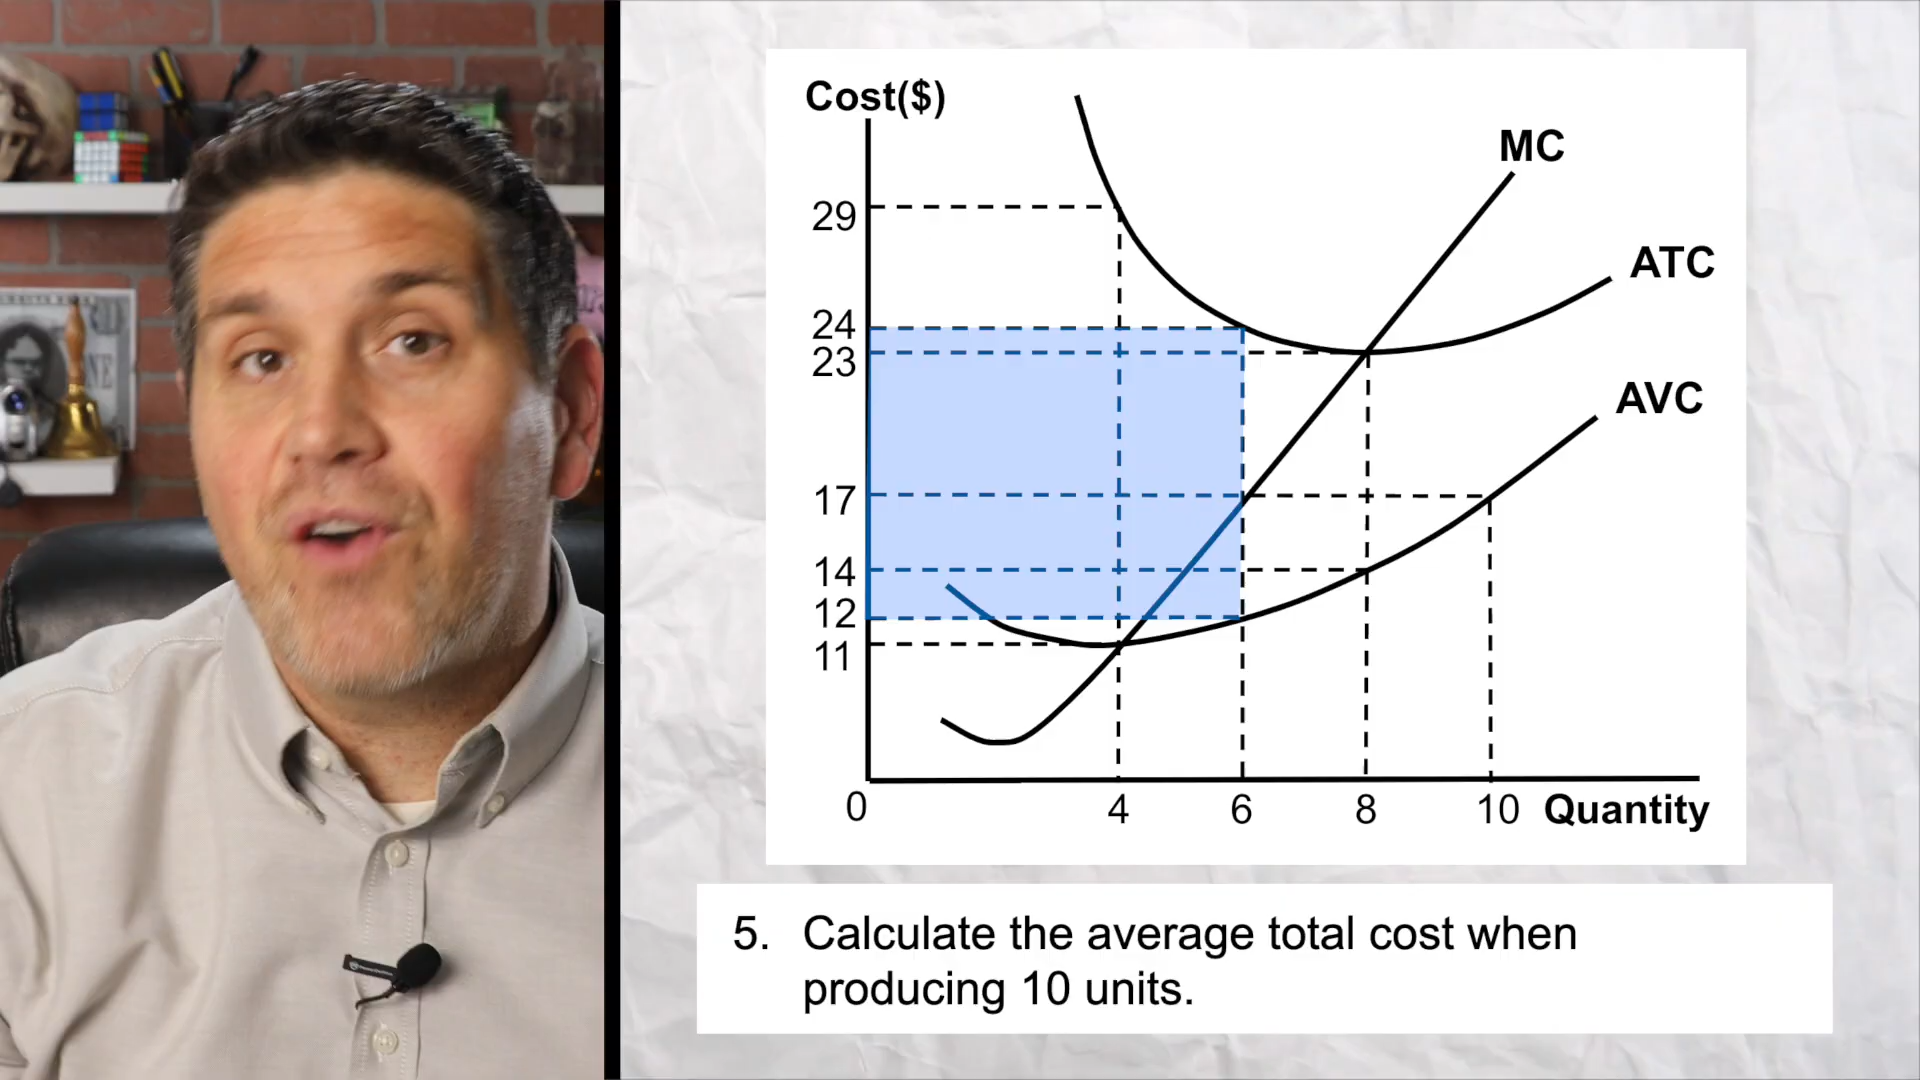 Cost($)
MC
29
ATC
24
23
AVC
17
14
12
11
0 4 6 8 10 Quantity
5. Calculate the average total cost when
producing 10 units.